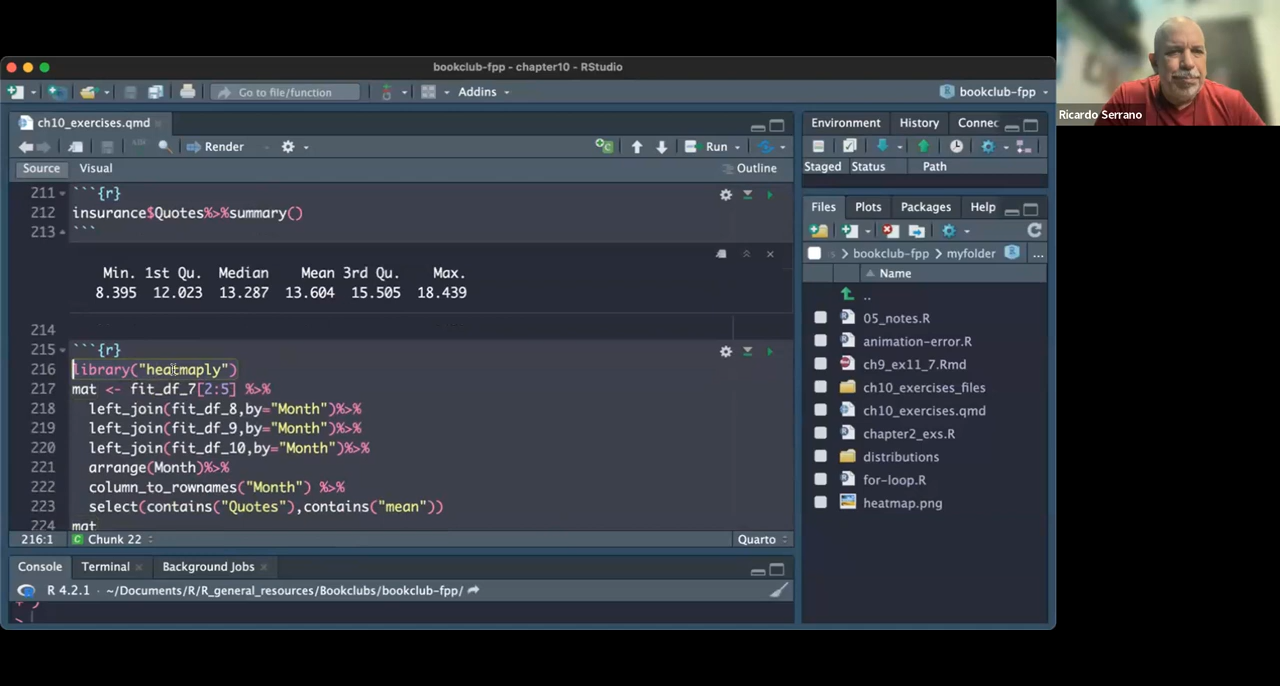 bookclub-fpp - chapter10 - RStudio
Go to file/function
Addins
bookclub-fpp
Ricardo Serrano
ch10_exercises.qmd
Render
Run
Source
Visual
Outline
211 ```{r}
212 insurance$Quotes%>%summary()
213 ```
Min. 1st Qu. Median Mean 3rd Qu. Max.
8.395 12.023 13.287 13.604 15.505 18.439
214
215 ```{r}
216 library("heatmaply")
217 mat <- fit_df_7[2:5] %>%
218 left_join(fit_df_8,by="Month")%>%
219 left_join(fit_df_9,by="Month")%>%
220 left_join(fit_df_10,by="Month")%>%
221 arrange(Month)%>%
222 column_to_rownames("Month") %>%
223 select(contains("Quotes"),contains("mean"))
224 mat
216:1
Chunk 22
Quarto
Console
Terminal
Background Jobs
R 4.2.1 · ~/Documents/R/R_general_resources/Bookclubs/bookclub-fpp/
>
Environment
History
Connec
Staged Status Path
Files
Plots
Packages
Help
bookclub-fpp
myfolder
...
Name
..
05_notes.R
animation-error.R
ch9_ex11_7.Rmd
ch10_exercises_files
ch10_exercises.qmd
chapter2_exs.R
distributions
for-loop.R
heatmap.png